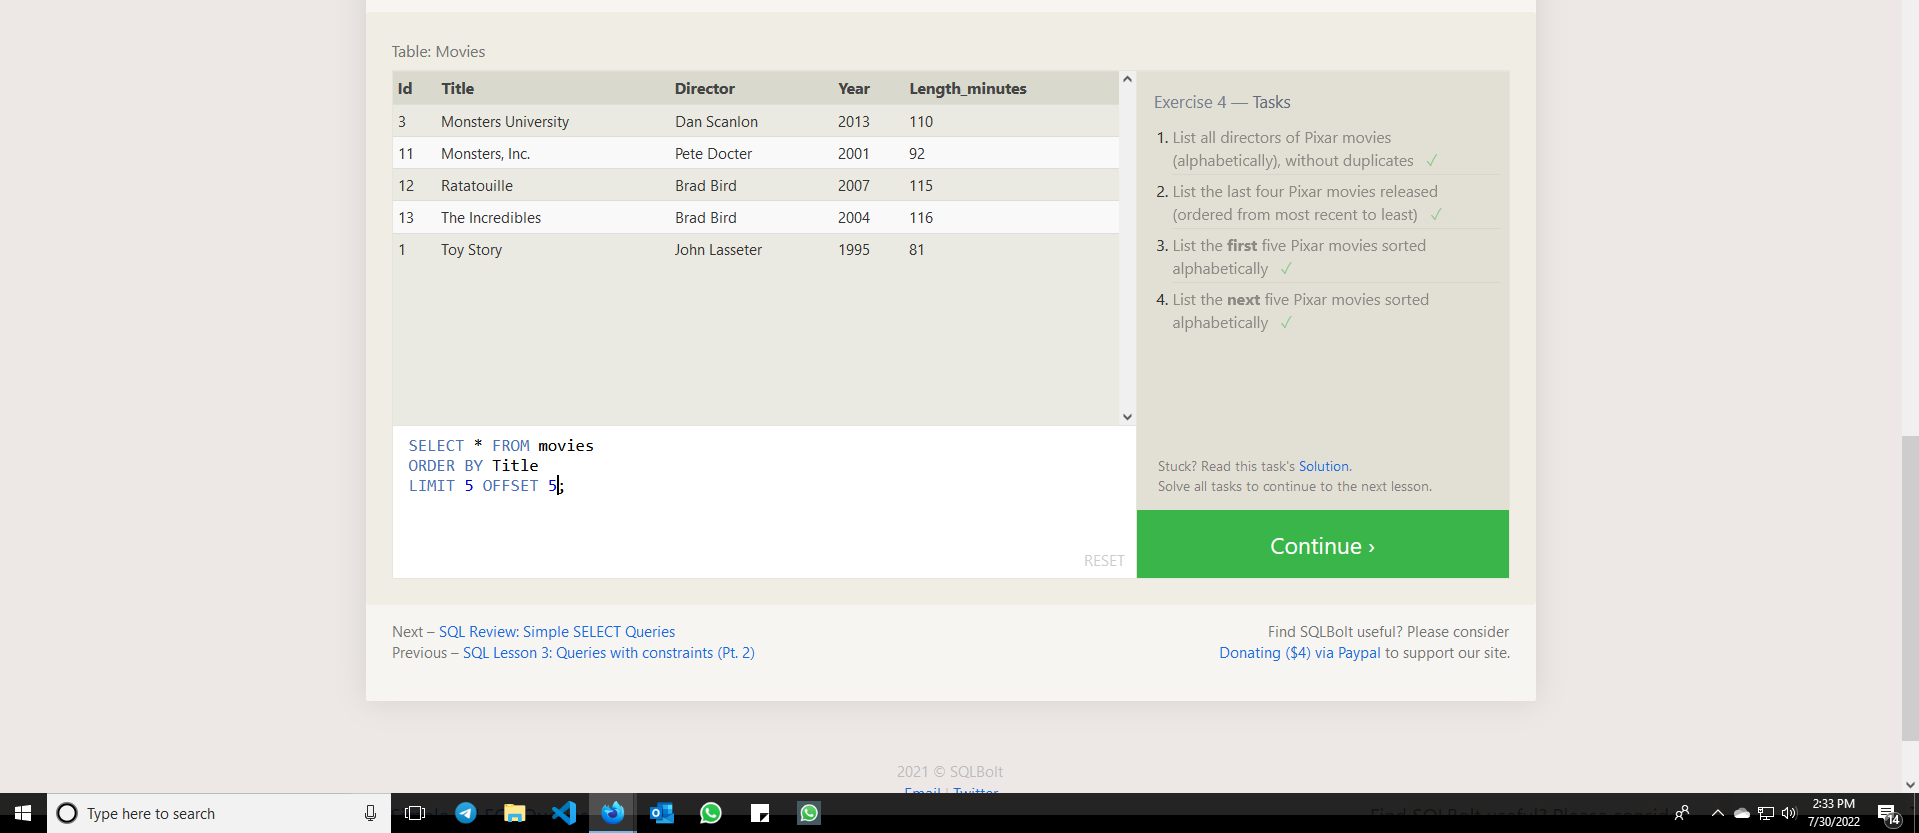 Table: Movies
Id Title Director Year Length_minutes
3 Monsters University Dan Scanlon 2013 110
11 Monsters, Inc. Pete Docter 2001 92
12 Ratatouille Brad Bird 2007 115
13 The Incredibles Brad Bird 2004 116
1 Toy Story John Lasseter 1995 81
SELECT * FROM movies
ORDER BY Title
LIMIT 5 OFFSET 5;
RESET
Exercise 4 — Tasks
1. List all directors of Pixar movies
(alphabetically), without duplicates ✓
2. List the last four Pixar movies released
(ordered from most recent to least) ✓
3. List the first five Pixar movies sorted
alphabetically ✓
4. List the next five Pixar movies sorted
alphabetically ✓
Stuck? Read this task's Solution.
Solve all tasks to continue to the next lesson.
Continue ›
Next – SQL Review: Simple SELECT Queries
Previous – SQL Lesson 3: Queries with constraints (Pt. 2)
Find SQLBolt useful? Please consider
Donating ($4) via Paypal to support our site.
2021 © SQLBolt
Email | Twitter
Type here to search
2:33 PM
7/30/2022
14